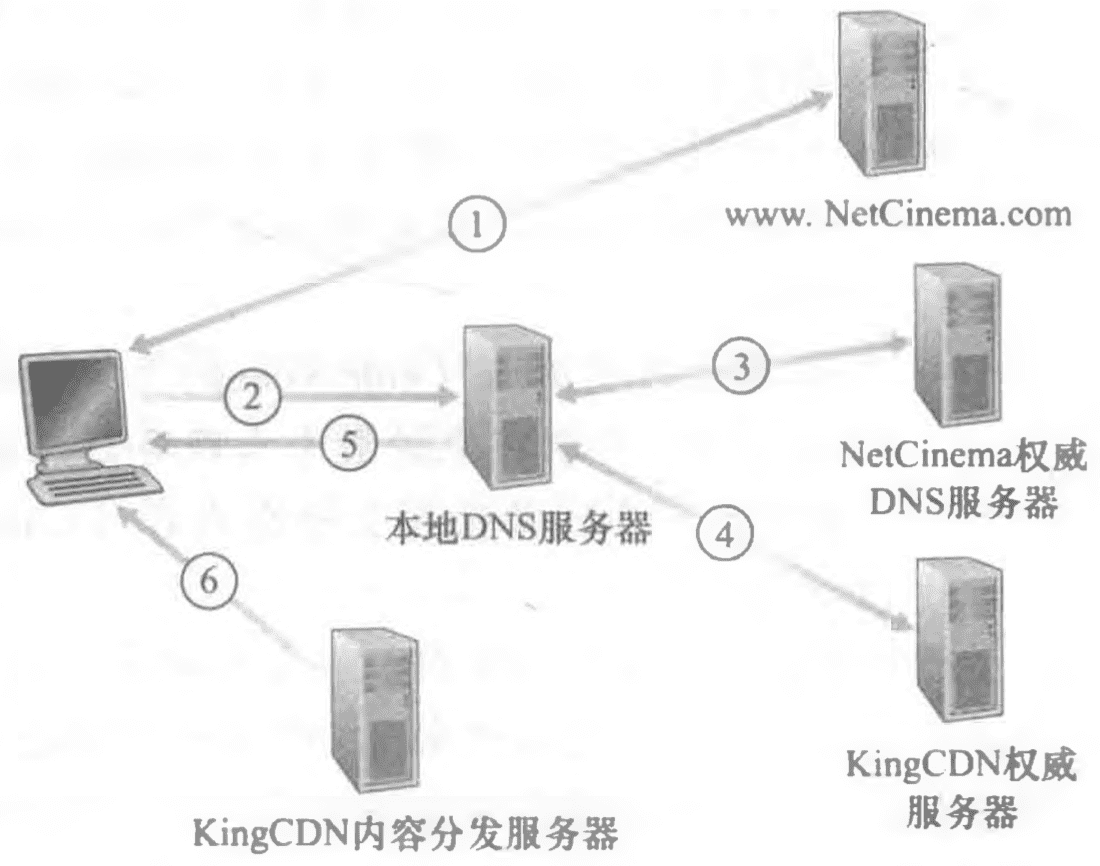 www. NetCinema.com
①
②
③
⑤
④
⑥
本地DNS服务器
NetCinema权威
DNS服务器
KingCDN权威
服务器
KingCDN内容分发服务器